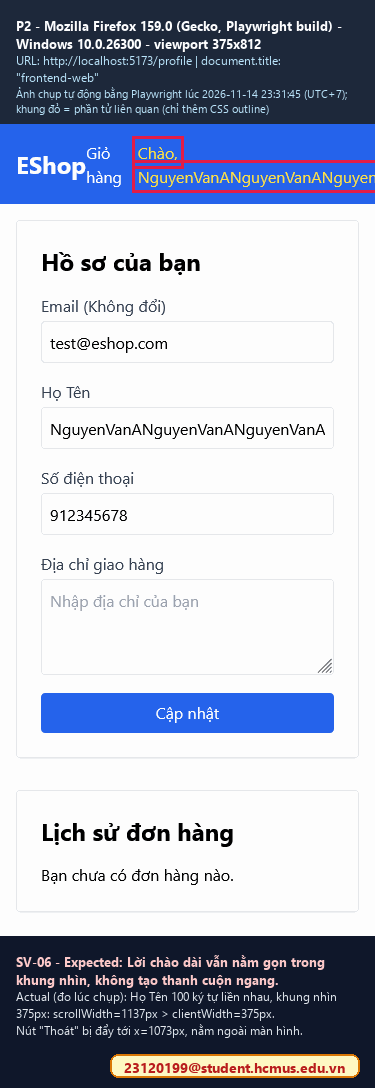 P2 - Mozilla Firefox 159.0 (Gecko, Playwright build) -
Windows 10.0.26300 - viewport 375x812
URL: http://localhost:5173/profile | document.title:
"frontend-web"
Ảnh chụp tự động bằng Playwright lúc 2026-11-14 23:31:45 (UTC+7);
khung đỏ = phần tử liên quan (chỉ thêm CSS outline)
EShop
Giỏ hàng
Chào,
NguyenVanANguyenVanANguyen
Hồ sơ của bạn
Email (Không đổi)
test@eshop.com
Họ Tên
NguyenVanANguyenVanANguyenVanA
Số điện thoại
912345678
Địa chỉ giao hàng
Nhập địa chỉ của bạn
Cập nhật
Lịch sử đơn hàng
Bạn chưa có đơn hàng nào.
SV-06 - Expected: Lời chào dài vẫn nằm gọn trong
khung nhìn, không tạo thanh cuộn ngang.
Actual (đo lúc chụp): Họ Tên 100 ký tự liền nhau, khung nhìn
375px: scrollWidth=1137px > clientWidth=375px.
Nút "Thoát" bị đẩy tới x=1073px, nằm ngoài màn hình.
23120199@student.hcmus.edu.vn